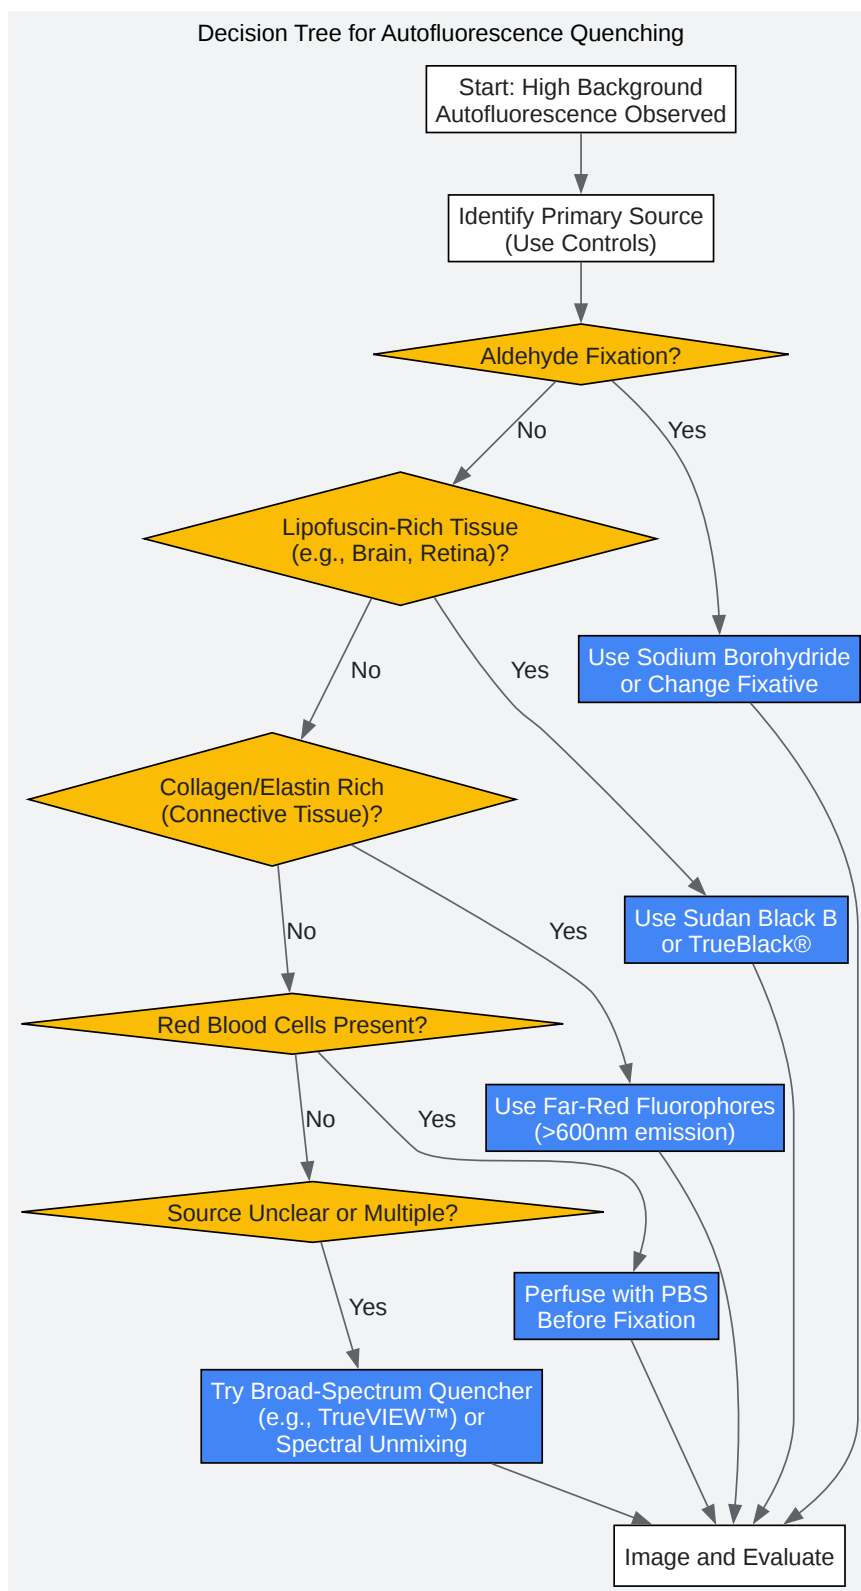 Decision Tree for Autofluorescence Quenching
Start: High Background
Autofluorescence Observed
Identify Primary Source
(Use Controls)
Aldehyde Fixation?
No
Yes
Lipofuscin-Rich Tissue
(e.g., Brain, Retina)?
Use Sodium Borohydride
or Change Fixative
No
Yes
Collagen/Elastin Rich
(Connective Tissue)?
Use Sudan Black B
or TrueBlack®
No
Yes
Red Blood Cells Present?
Use Far-Red Fluorophores
(>600nm emission)
No
Yes
Source Unclear or Multiple?
Perfuse with PBS
Before Fixation
Yes
Try Broad-Spectrum Quencher
(e.g., TrueVIEW™) or
Spectral Unmixing
Image and Evaluate